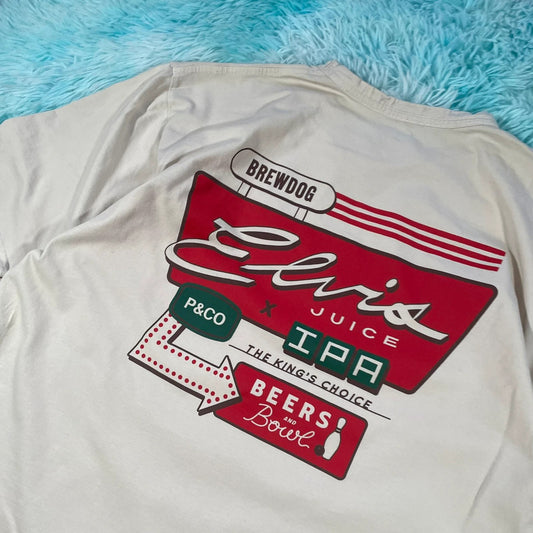 BREWDOG
Elvis
JUICE
P&CO X IPA
THE KING'S CHOICE
BEERS
AND
Bowl